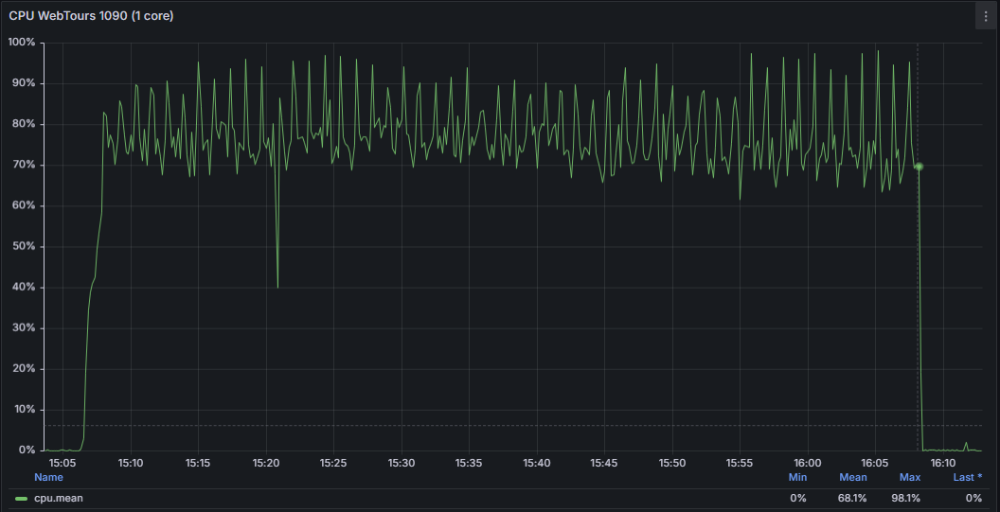 CPU WebTours 1090 (1 core)
100%
90%
80%
70%
60%
50%
40%
30%
20%
10%
0%
15:05 15:10 15:15 15:20 15:25 15:30 15:35 15:40 15:45 15:50 15:55 16:00 16:05 16:10
Name Min Mean Max Last *
cpu.mean 0% 68.1% 98.1% 0%